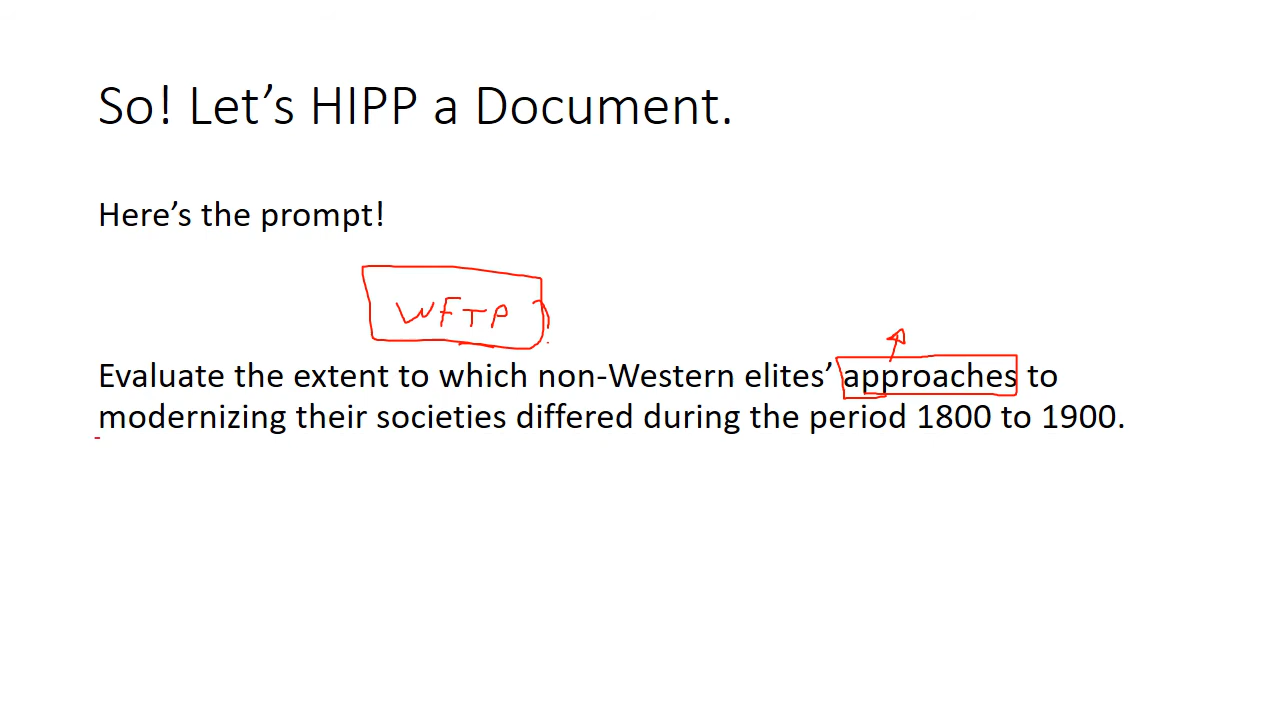 So! Let’s HIPP a Document.
Here’s the prompt!
WFTP
Evaluate the extent to which non-Western elites’ approaches to
modernizing their societies differed during the period 1800 to 1900.